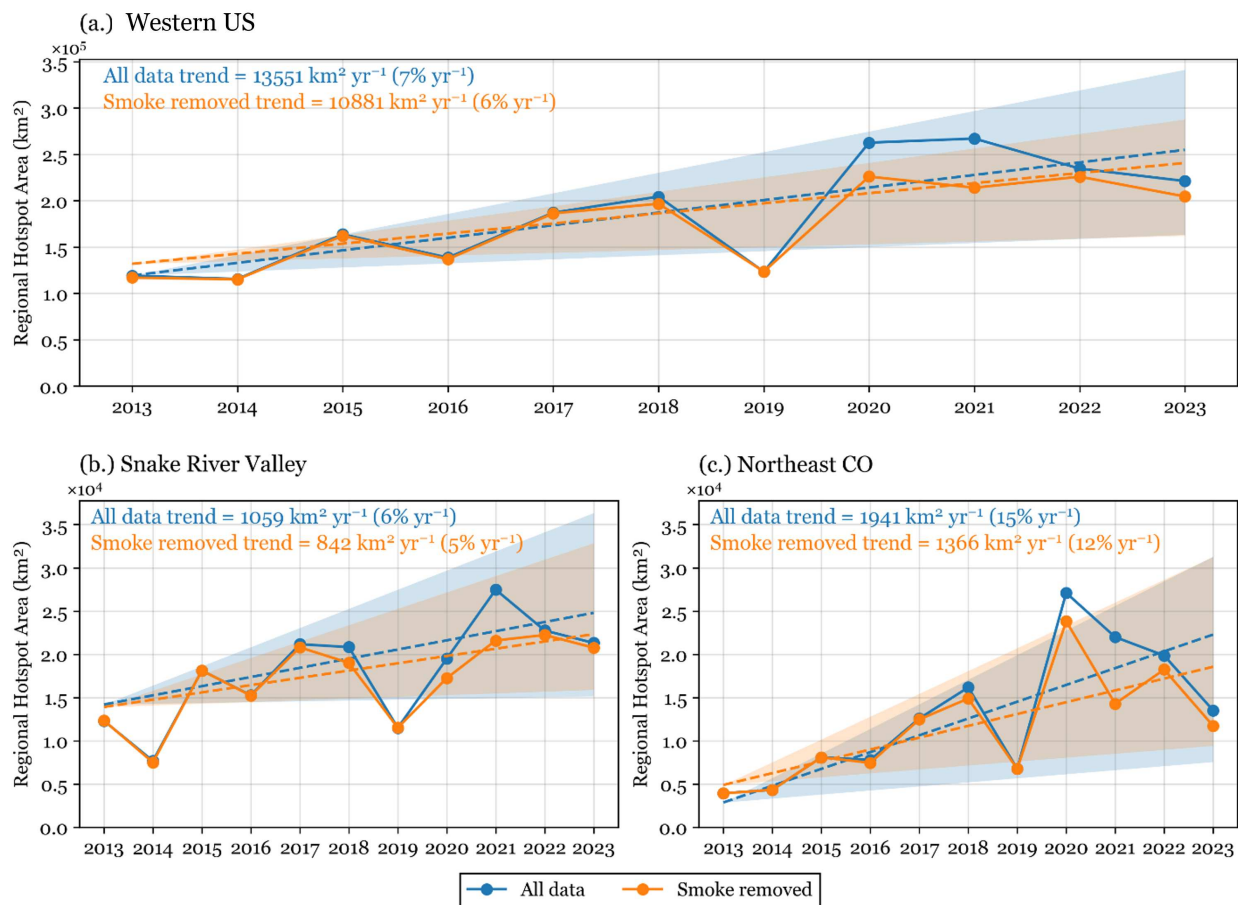 (a.) Western US
×10⁵
All data trend = 13551 km² yr⁻¹ (7% yr⁻¹)
Smoke removed trend = 10881 km² yr⁻¹ (6% yr⁻¹)
Regional Hotspot Area (km²)
3.5
3.0
2.5
2.0
1.5
1.0
0.5
0.0
2013 2014 2015 2016 2017 2018 2019 2020 2021 2022 2023
(b.) Snake River Valley
×10⁴
All data trend = 1059 km² yr⁻¹ (6% yr⁻¹)
Smoke removed trend = 842 km² yr⁻¹ (5% yr⁻¹)
Regional Hotspot Area (km²)
3.5
3.0
2.5
2.0
1.5
1.0
0.5
0.0
2013 2014 2015 2016 2017 2018 2019 2020 2021 2022 2023
(c.) Northeast CO
×10⁴
All data trend = 1941 km² yr⁻¹ (15% yr⁻¹)
Smoke removed trend = 1366 km² yr⁻¹ (12% yr⁻¹)
Regional Hotspot Area (km²)
3.5
3.0
2.5
2.0
1.5
1.0
0.5
0.0
2013 2014 2015 2016 2017 2018 2019 2020 2021 2022 2023
All data Smoke removed